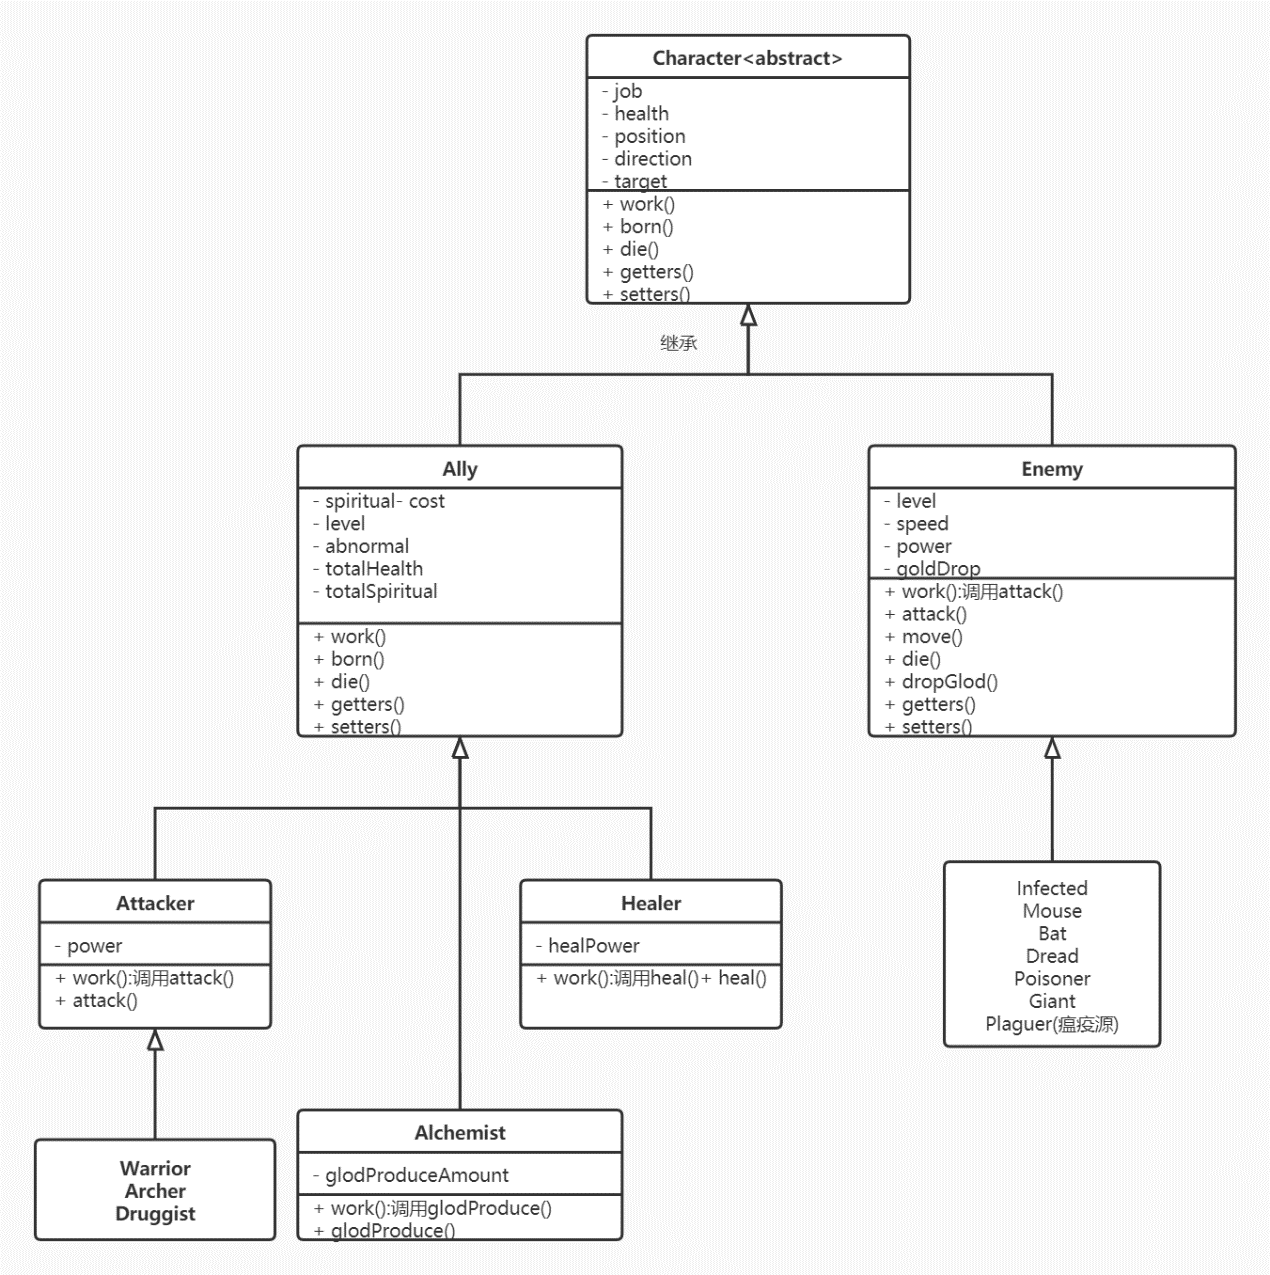 Character<abstract>
- job
- health
- position
- direction
- target
+ work()
+ born()
+ die()
+ getters()
+ setters()
继承
Ally
- spiritual- cost
- level
- abnormal
- totalHealth
- totalSpiritual
+ work()
+ born()
+ die()
+ getters()
+ setters()
Enemy
- level
- speed
- power
- goldDrop
+ work():调用attack()
+ attack()
+ move()
+ die()
+ dropGlod()
+ getters()
+ setters()
Attacker
- power
+ work():调用attack()
+ attack()
Healer
- healPower
+ work():调用heal()+ heal()
Infected
Mouse
Bat
Dread
Poisoner
Giant
Plaguer(瘟疫源)
Warrior
Archer
Druggist
Alchemist
- glodProduceAmount
+ work():调用glodProduce()
+ glodProduce()